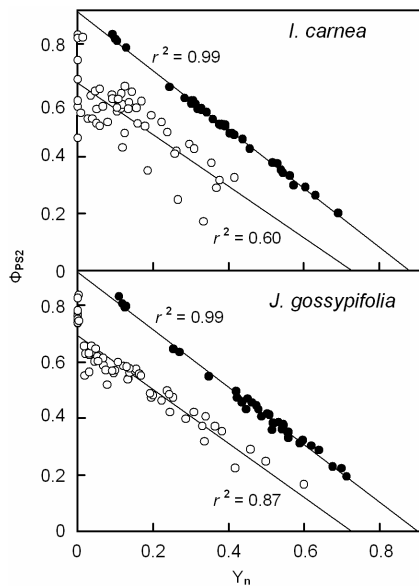 I. carnea
0.8
r² = 0.99
0.6
0.4
0.2
r² = 0.60
0
ΦPS2
J. gossypifolia
0.8
r² = 0.99
0.6
0.4
0.2
r² = 0.87
0
0 0.2 0.4 0.6 0.8
Yn